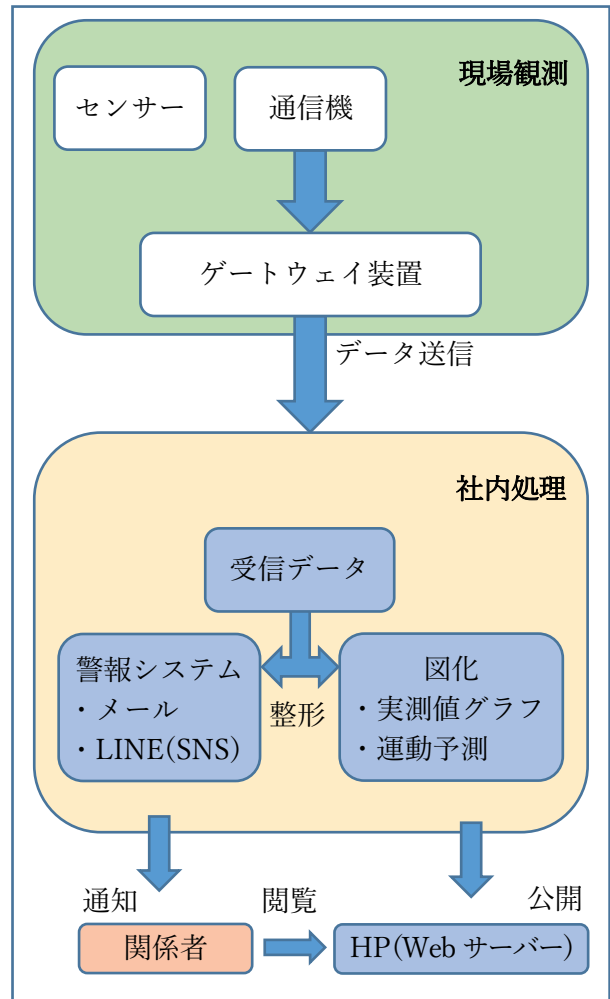 現場観測
センサー
通信機
ゲートウェイ装置
データ送信
社内処理
受信データ
警報システム
・メール
・LINE(SNS)
整形
図化
・実測値グラフ
・運動予測
通知
閲覧
公開
関係者
HP(Web サーバー)